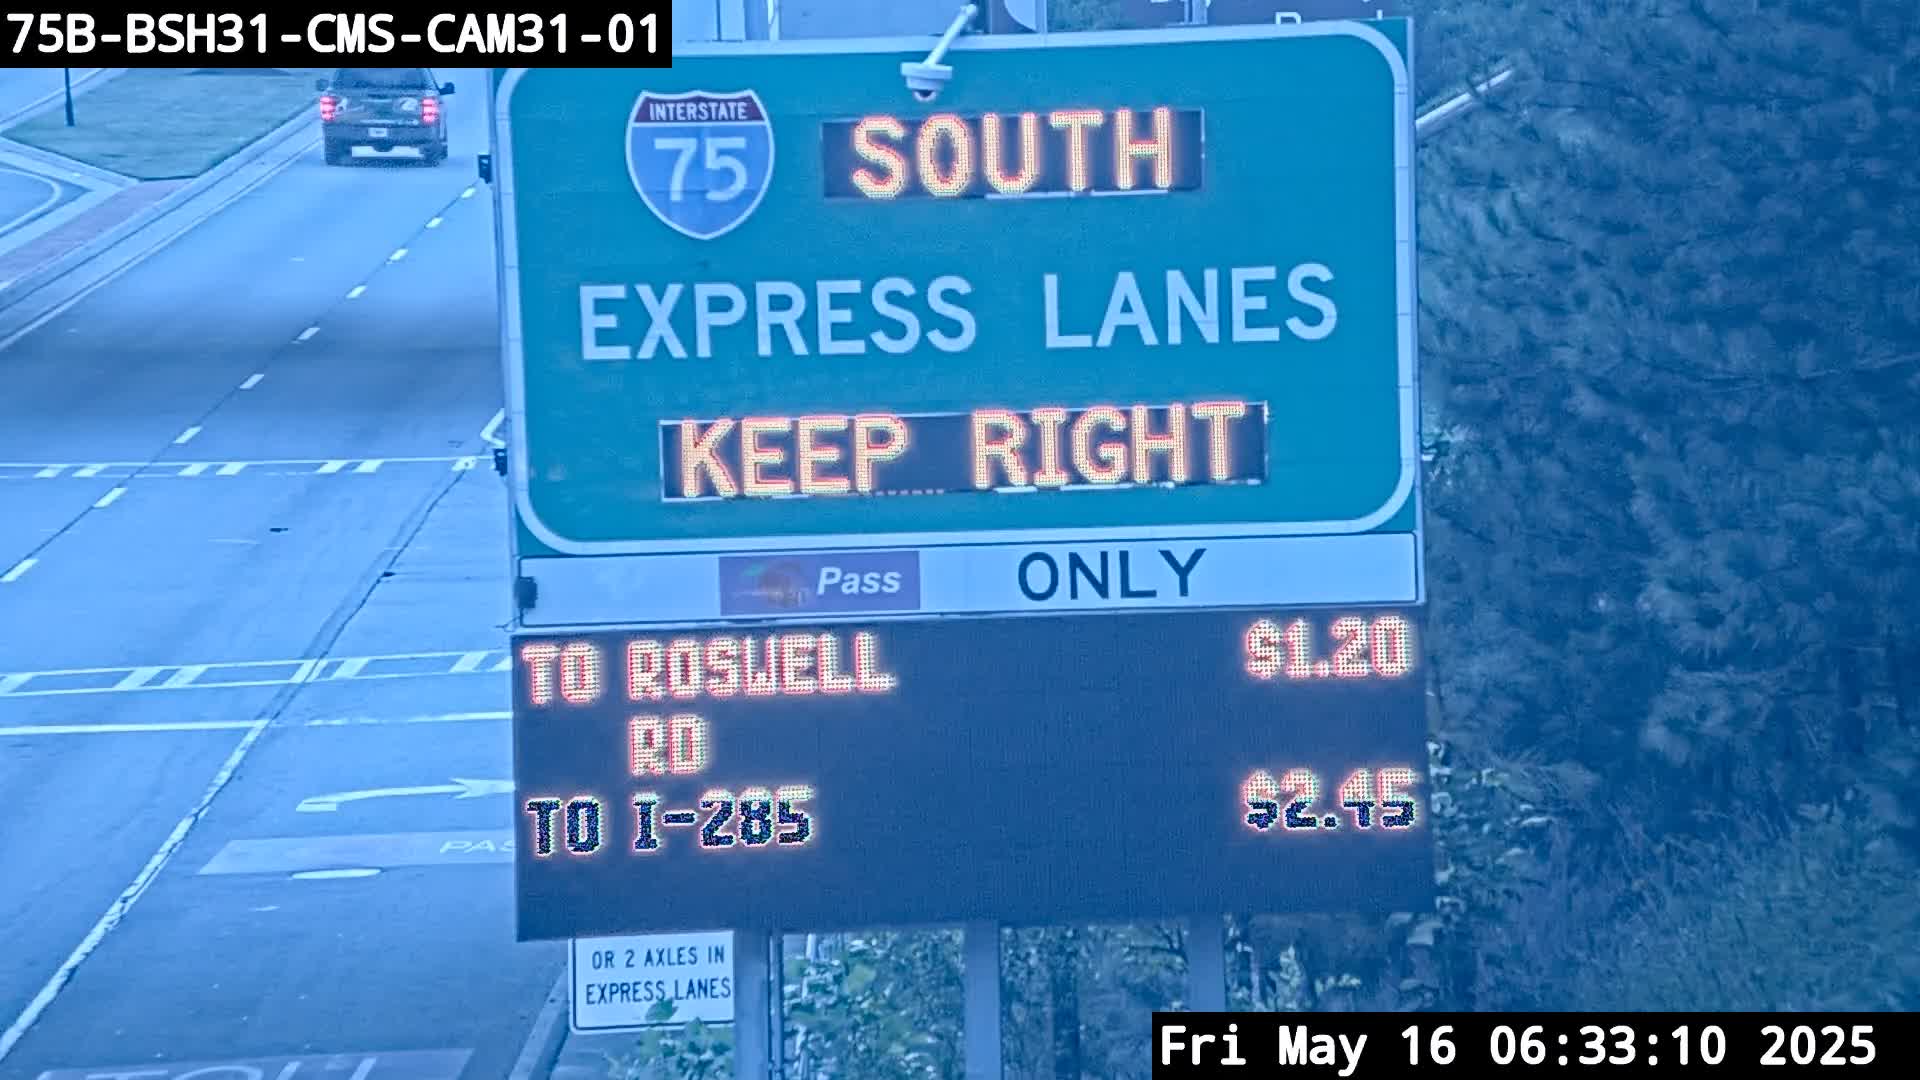 75B-BSH31-CMS-CAM31-01
INTERSTATE
75
SOUTH
EXPRESS LANES
KEEP RIGHT
Pass ONLY
TO ROSWELL $1.20
RD
TO I-285 $2.45
OR 2 AXLES IN
EXPRESS LANES
Fri May 16 06:33:10 2025